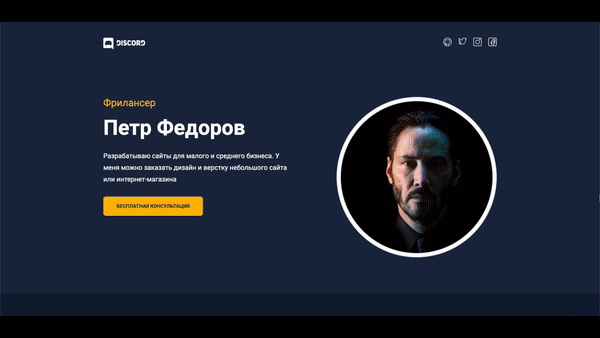 DISCORD
Фрилансер
Петр Федоров
Разрабатываю сайты для малого и среднего бизнеса. У
меня можно заказать дизайн и верстку небольшого сайта
или интернет-магазина
БЕСПЛАТНАЯ КОНСУЛЬТАЦИЯ